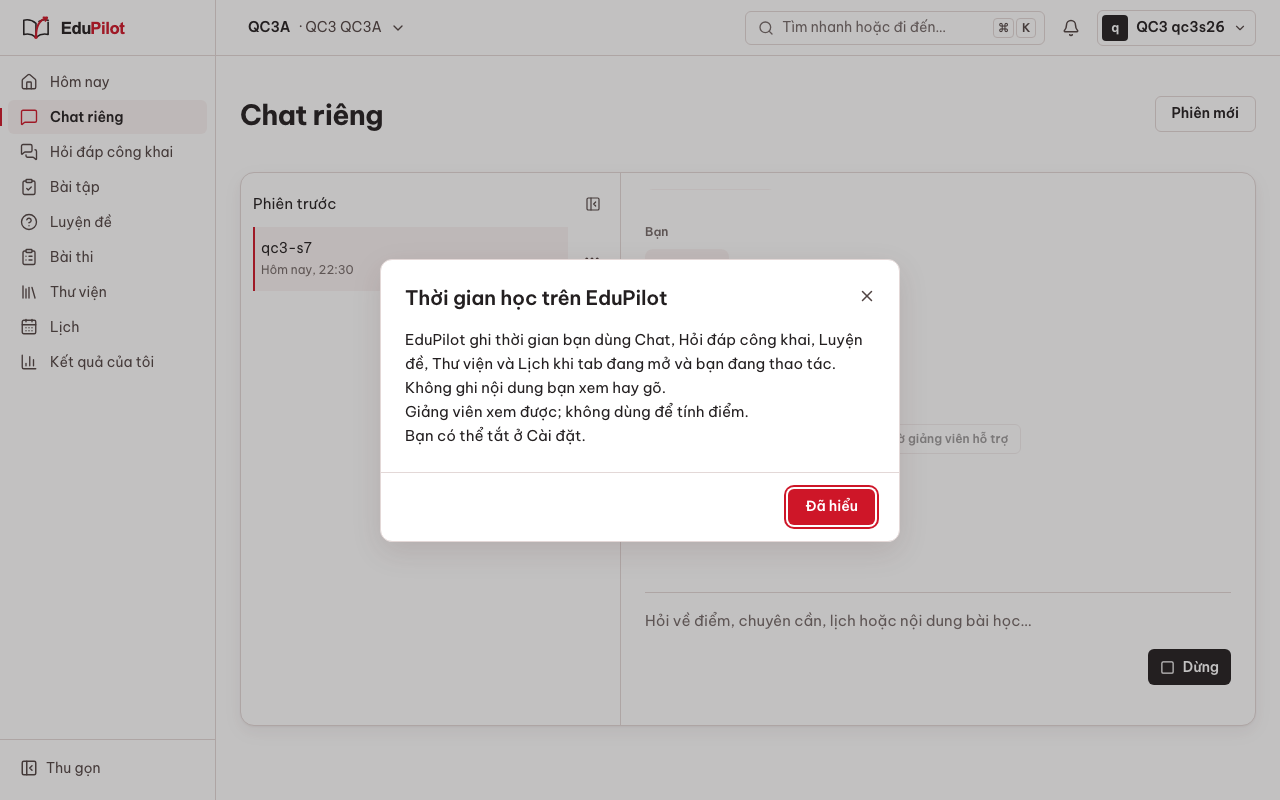 EduPilot
QC3A · QC3 QC3A
Tìm nhanh hoặc đi đến...
⌘ K
q QC3 qc3s26
Hôm nay
Chat riêng
Hỏi đáp công khai
Bài tập
Luyện đề
Bài thi
Thư viện
Lịch
Kết quả của tôi
Thu gọn
Chat riêng
Phiên mới
Phiên trước
qc3-s7
Hôm nay, 22:30
Bạn
Thời gian học trên EduPilot
EduPilot ghi thời gian bạn dùng Chat, Hỏi đáp công khai, Luyện
đề, Thư viện và Lịch khi tab đang mở và bạn đang thao tác.
Không ghi nội dung bạn xem hay gõ.
Giảng viên xem được; không dùng để tính điểm.
Bạn có thể tắt ở Cài đặt.
Đã hiểu
giảng viên hỗ trợ
Hỏi về điểm, chuyên cần, lịch hoặc nội dung bài học...
Dừng